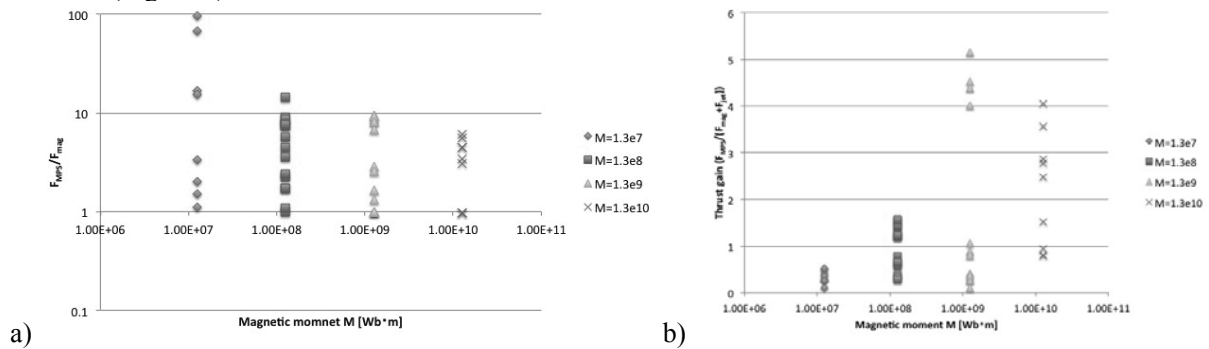 100
10
1
0.1
F_MPS/F_mag
1.00E+06 1.00E+07 1.00E+08 1.00E+09 1.00E+10 1.00E+11
Magnetic momnet M [Wb*m]
M=1.3e7
M=1.3e8
M=1.3e9
M=1.3e10
a)
6
5
4
3
2
1
0
Thrust gain (F_MPS/[F_mag+F_jet])
1.00E+06 1.00E+07 1.00E+08 1.00E+09 1.00E+10 1.00E+11
Magnetic moment M [Wb*m]
M=1.3e7
M=1.3e8
M=1.3e9
M=1.3e10
b)